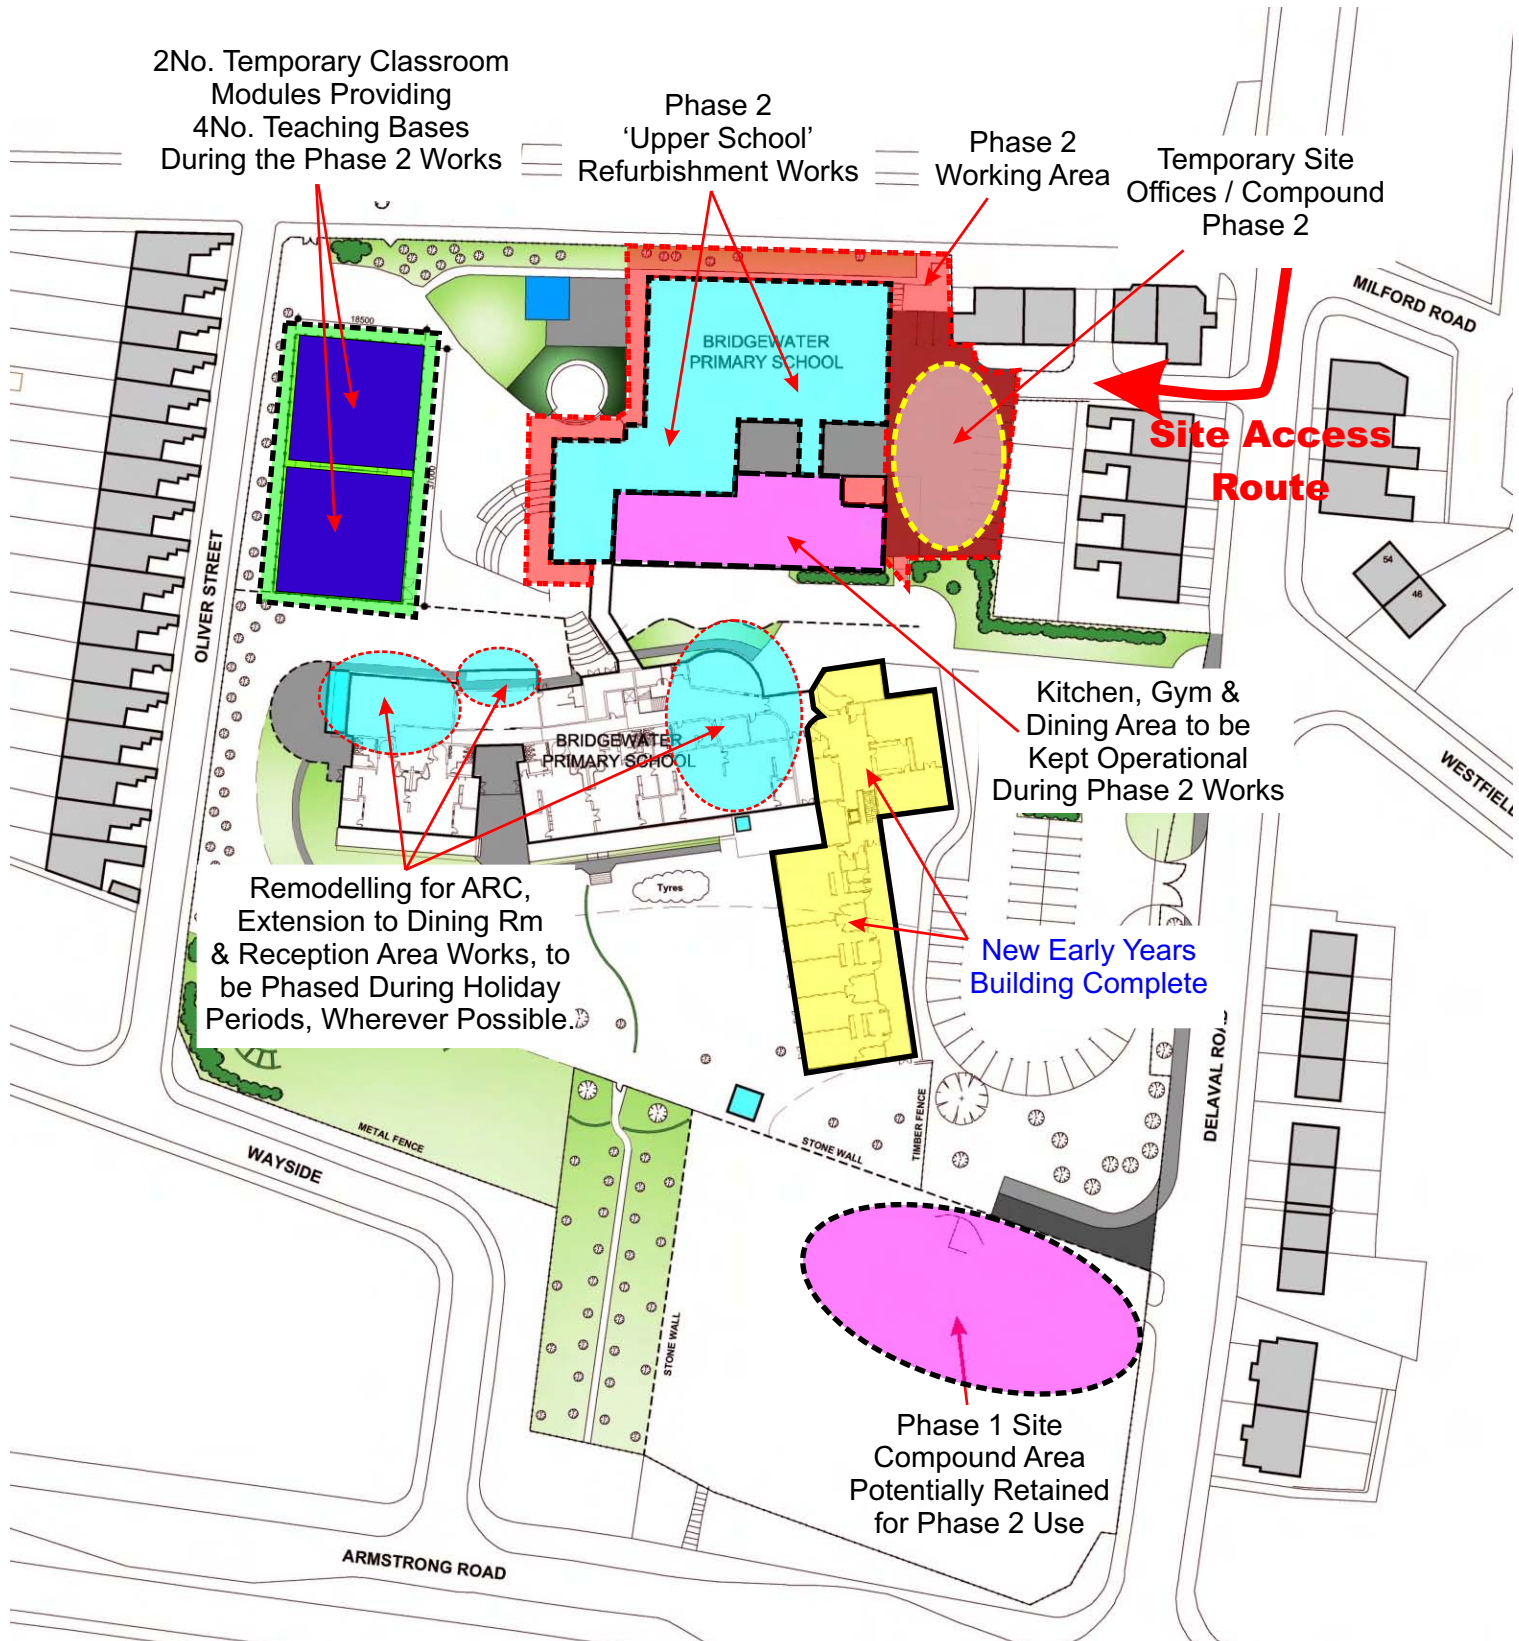 2No. Temporary Classroom
Modules Providing
4No. Teaching Bases
During the Phase 2 Works
Phase 2
‘Upper School’
Refurbishment Works
Phase 2
Working Area
Temporary Site
Offices / Compound
Phase 2
MILFORD ROAD
18500
BRIDGEWATER
PRIMARY SCHOOL
Site Access
Route
OLIVER STREET
54
46
Kitchen, Gym &
Dining Area to be
Kept Operational
During Phase 2 Works
BRIDGEWATER
PRIMARY SCHOOL
WESTFIEL
Remodelling for ARC,
Extension to Dining Rm
& Reception Area Works, to
be Phased During Holiday
Periods, Wherever Possible.
Tyres
New Early Years
Building Complete
DELAVAL ROAD
METAL FENCE
WAYSIDE
STONE WALL
TIMBER FENCE
STONE WALL
Phase 1 Site
Compound Area
Potentially Retained
for Phase 2 Use
ARMSTRONG ROAD